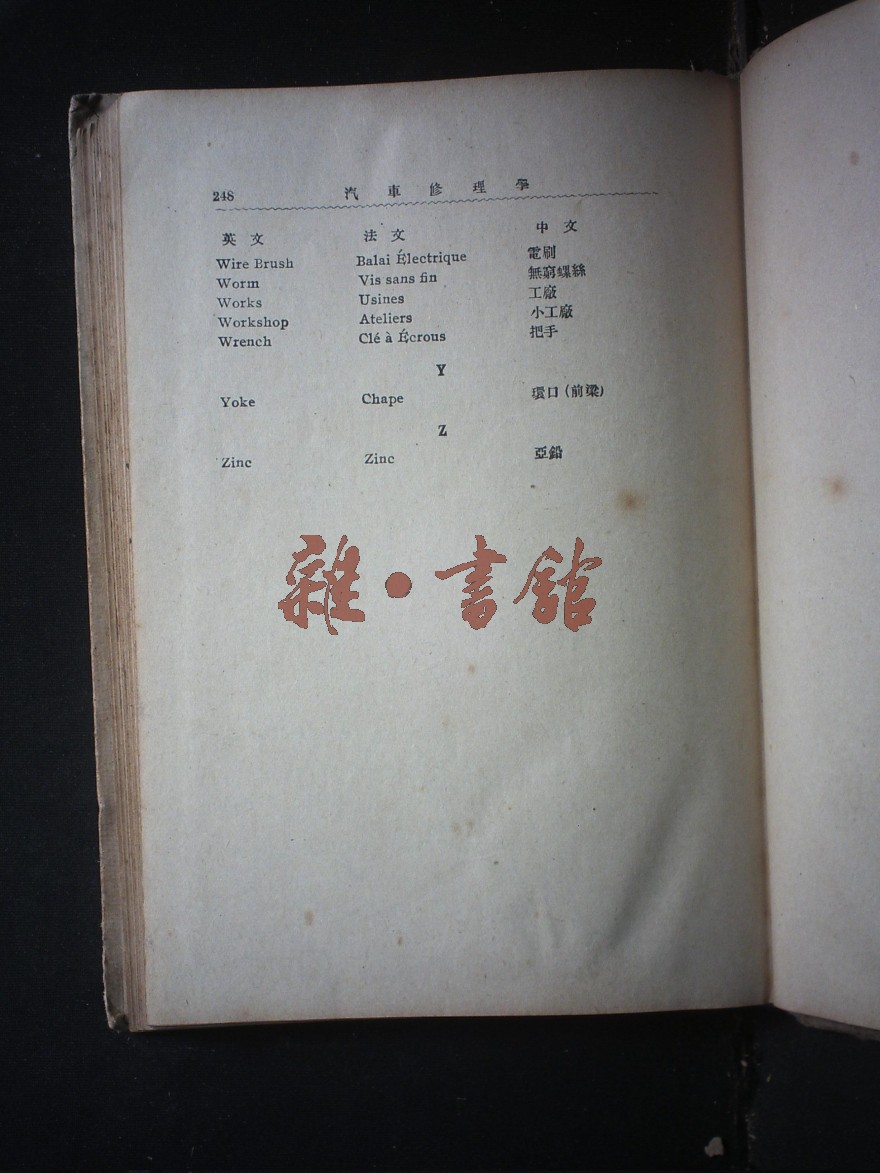 248 汽車修理學
英文 法文 中文
Wire Brush Balai Électrique 電刷
Worm Vis sans fin 無窮螺絲
Works Usines 工廠
Workshop Ateliers 小工廠
Wrench Clé à Écrous 把手
Y
Yoke Chape 環口(前梁)
Z
Zinc Zinc 亞鉛
雜·書館